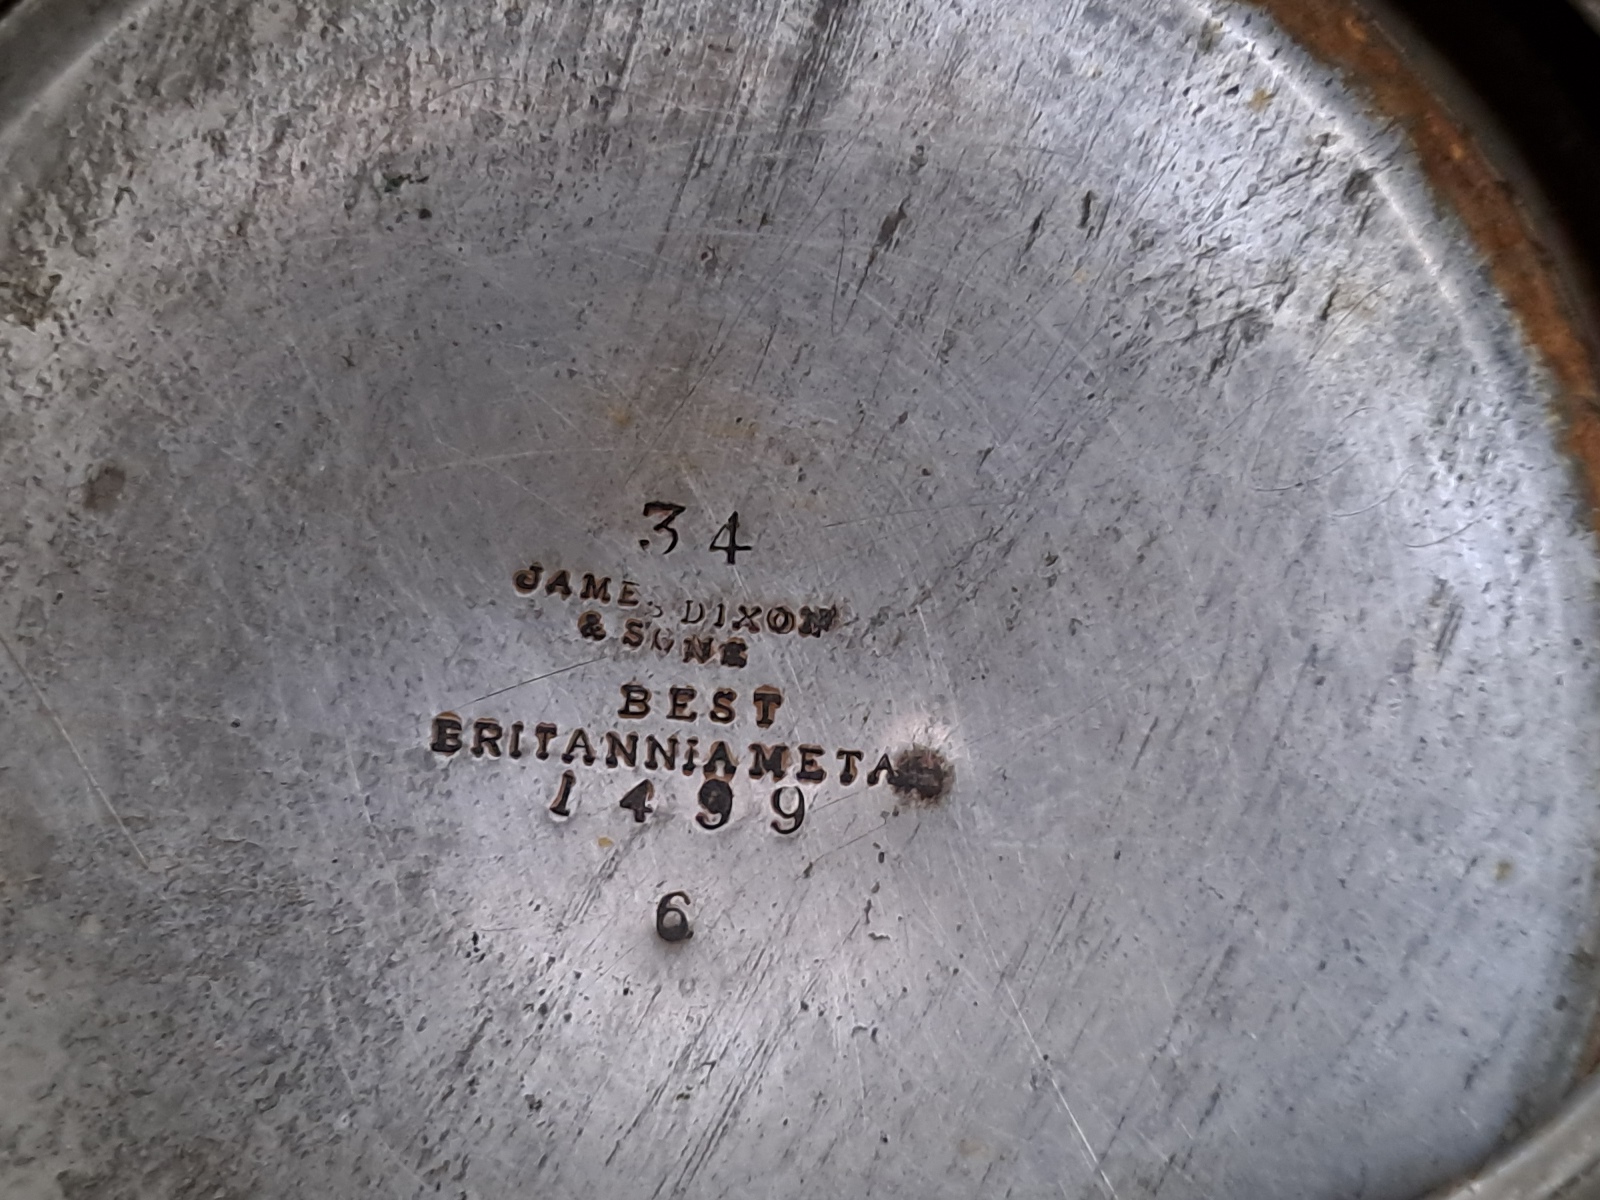 34
JAMES DIXON
& SONS
BEST
BRITANNIA METAL
1499
6